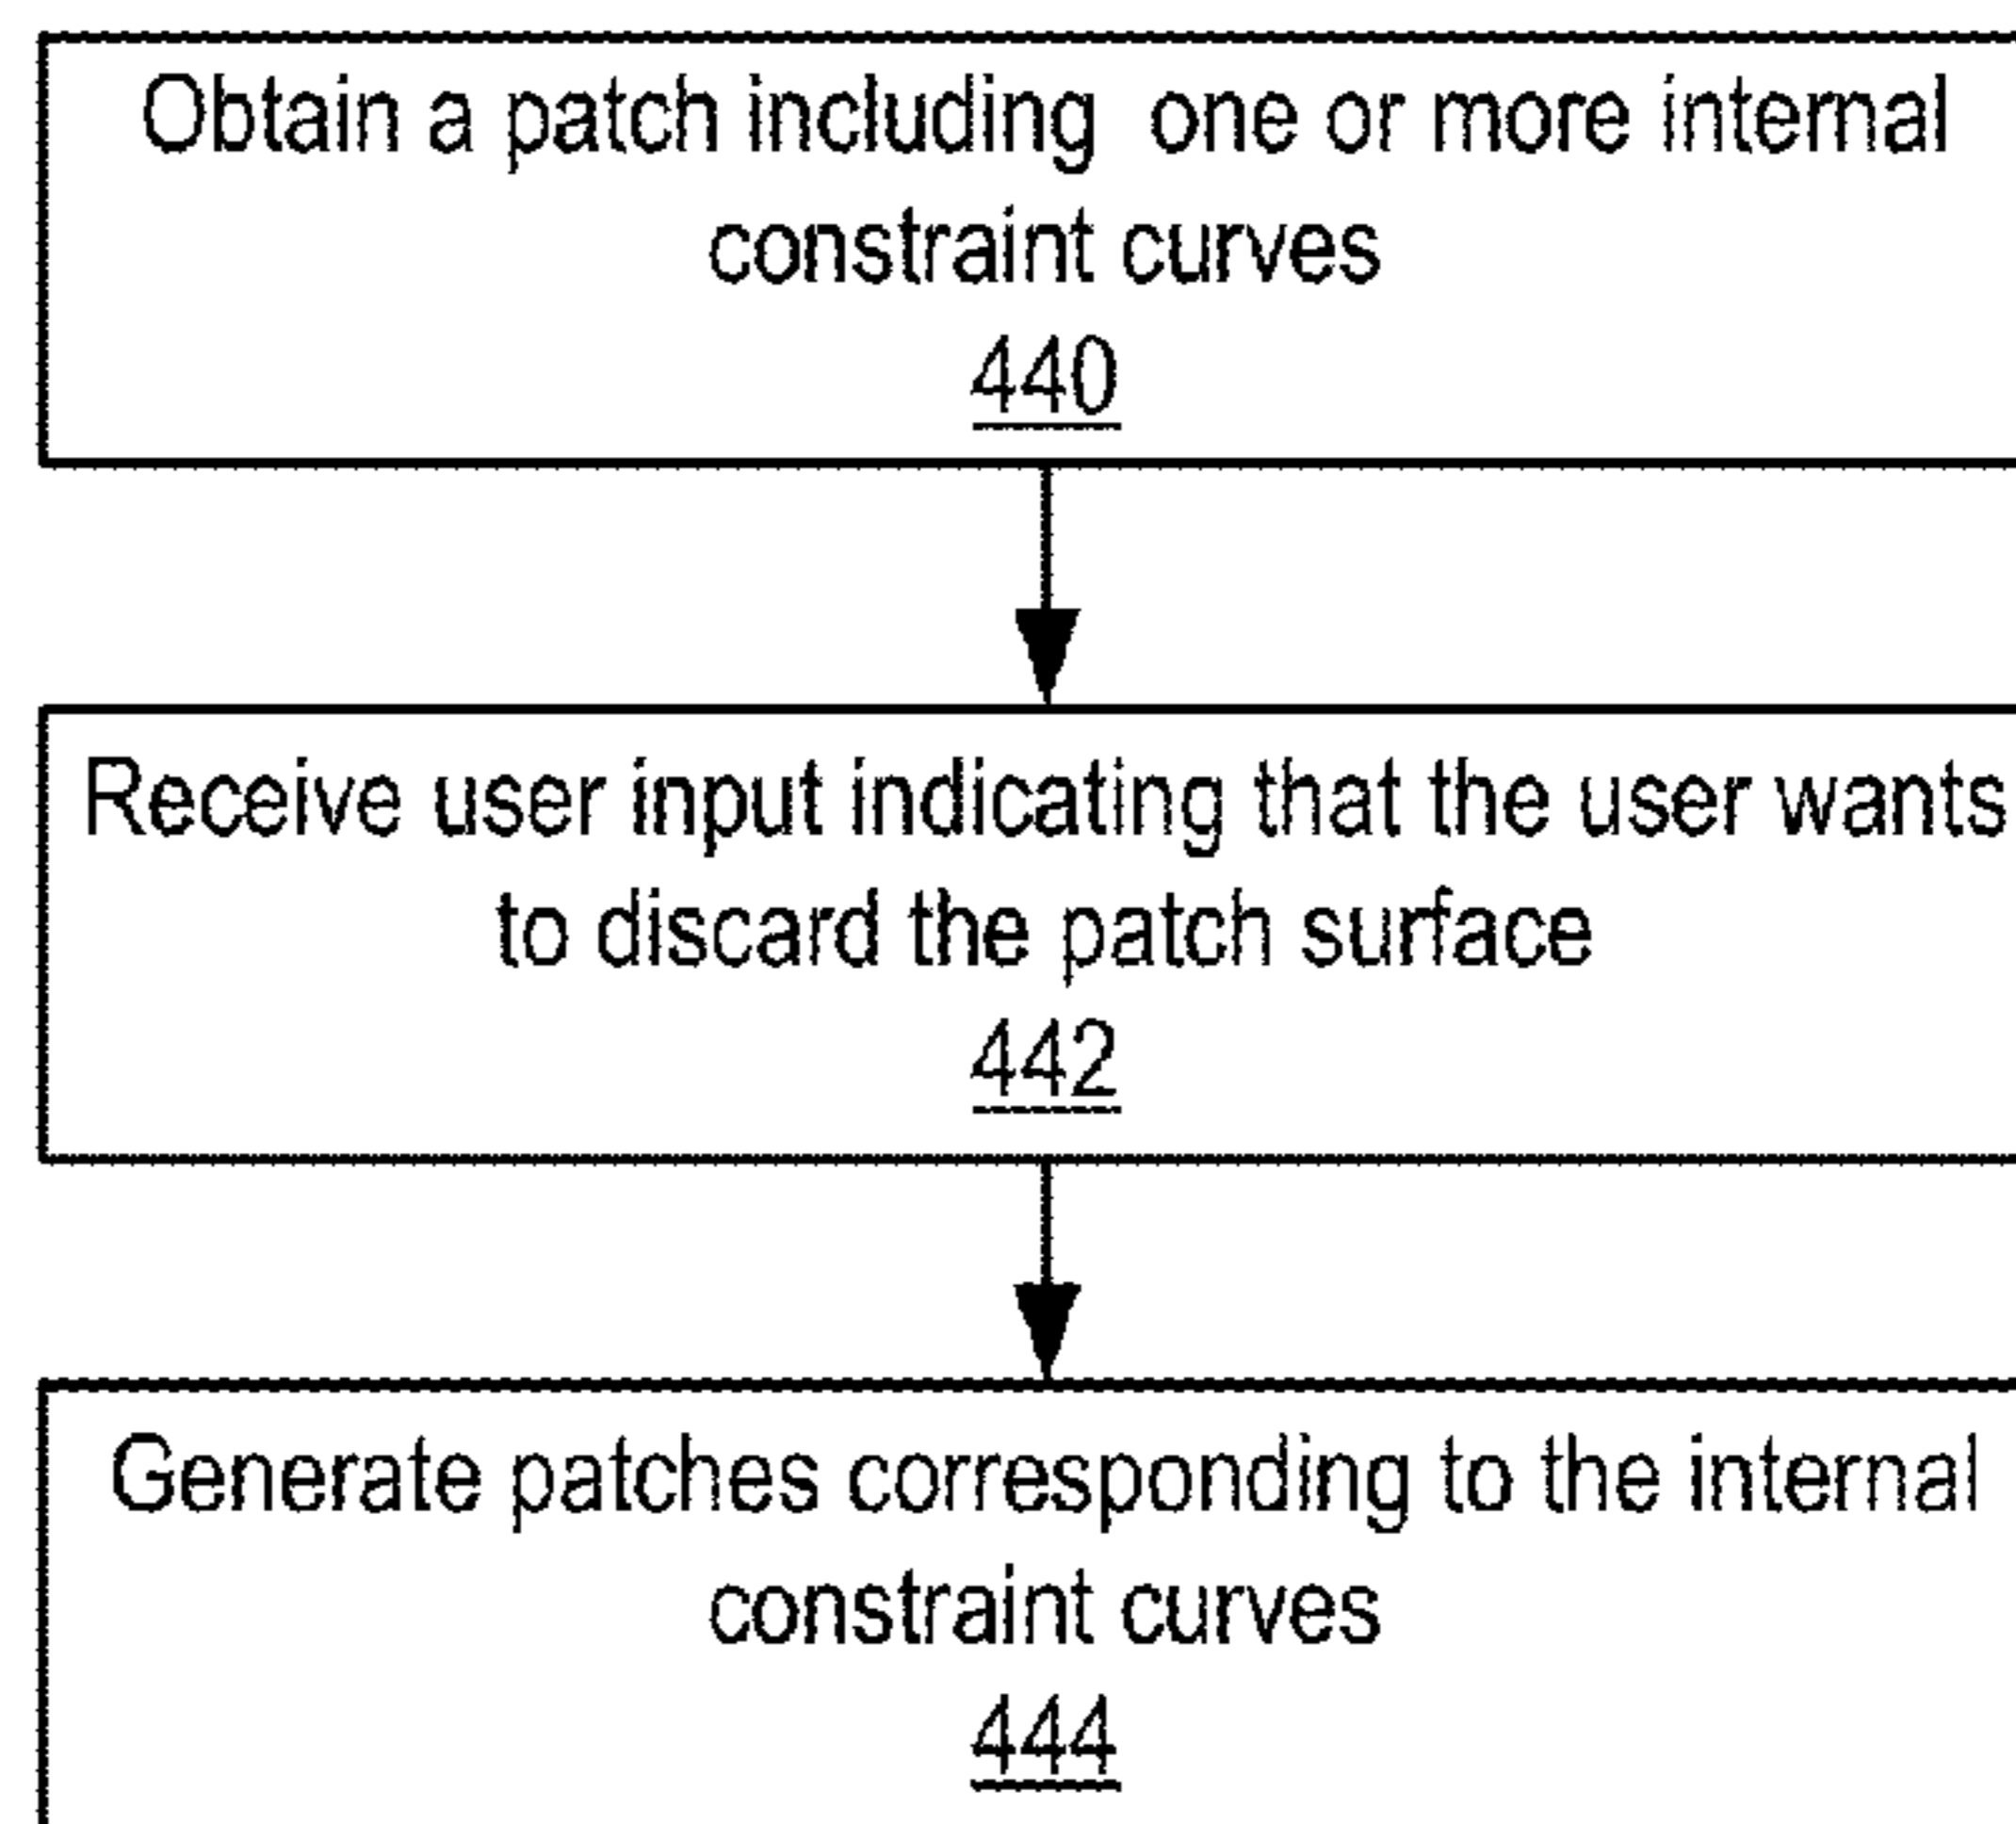 Obtain a patch including one or more internal
constraint curves
440
Receive user input indicating that the user wants
to discard the patch surface
442
Generate patches corresponding to the internal
constraint curves
444